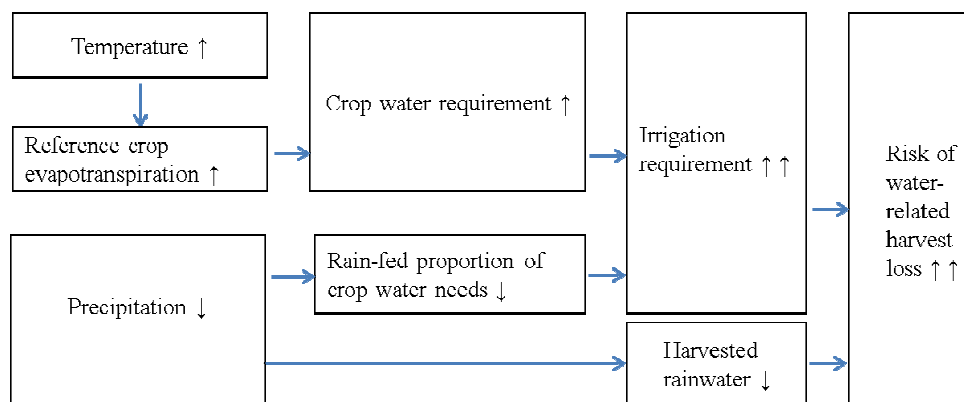 Temperature ↑
Reference crop
evapotranspiration ↑
Crop water requirement ↑
Precipitation ↓
Rain-fed proportion of
crop water needs ↓
Irrigation
requirement ↑ ↑
Harvested
rainwater ↓
Risk of
water-
related
harvest
loss ↑ ↑